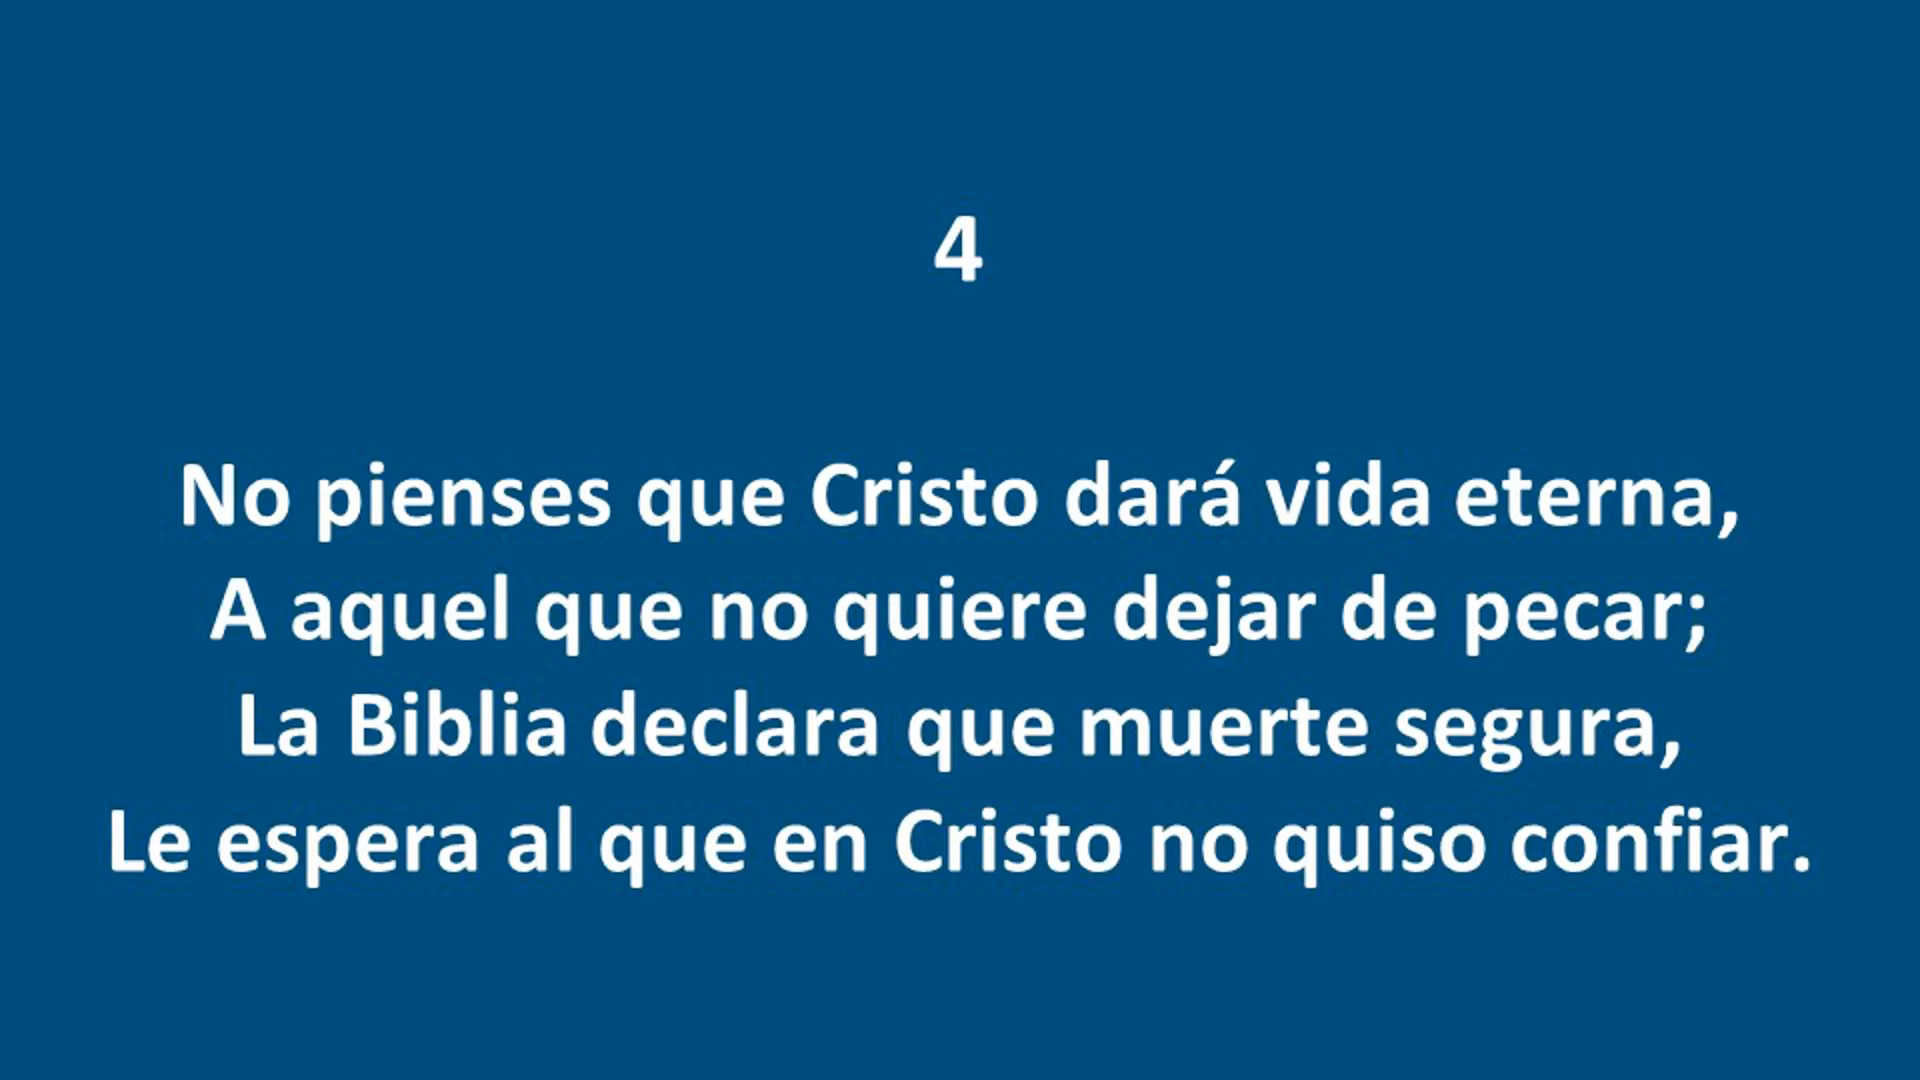 4
No pienses que Cristo dará vida eterna,
A aquel que no quiere dejar de pecar;
La Biblia declara que muerte segura,
Le espera al que en Cristo no quiso confiar.